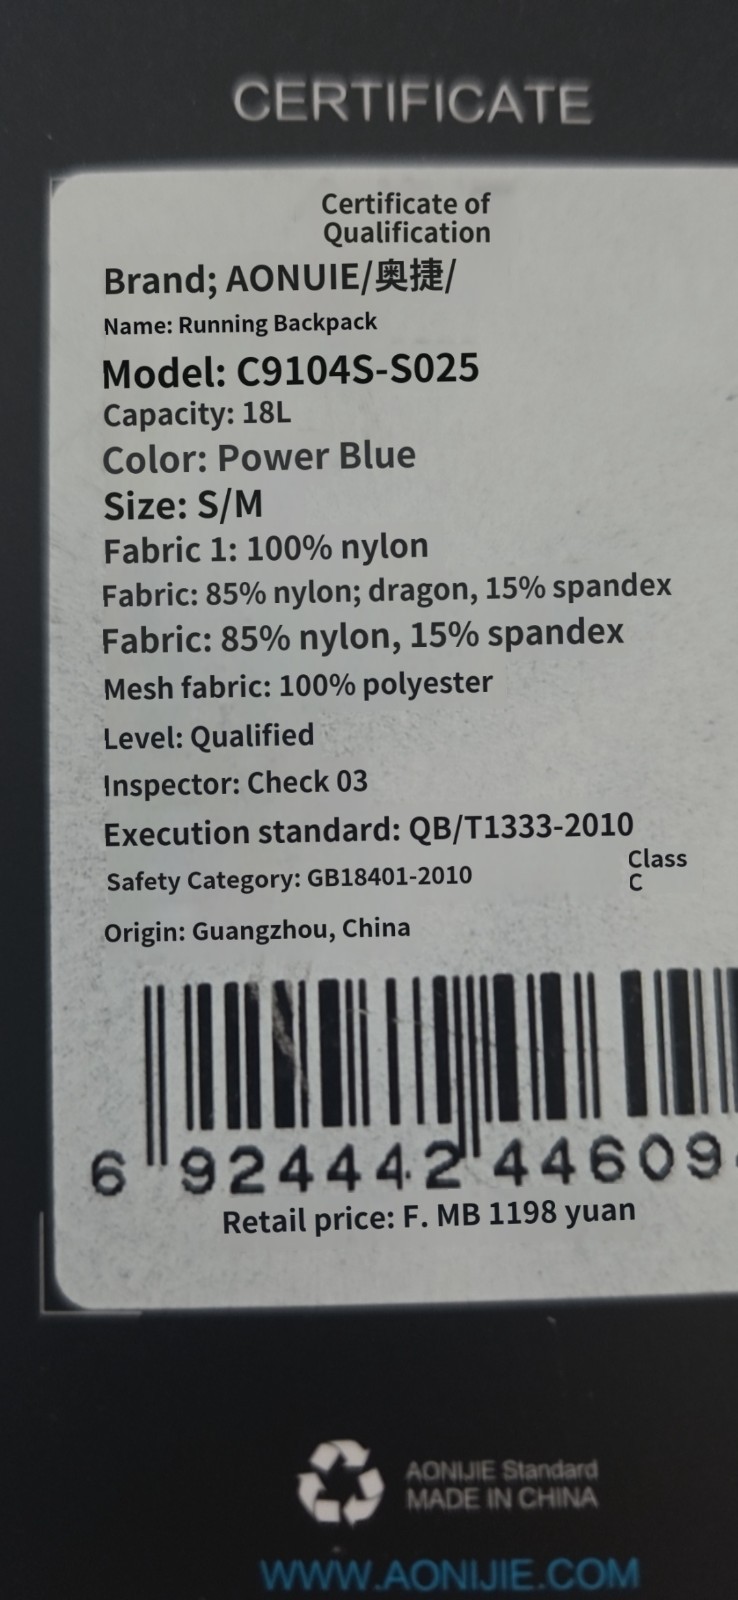 CERTIFICATE
Certificate of
Qualification
Brand; AONUIE/奥捷/
Name: Running Backpack
Model: C9104S-S025
Capacity: 18L
Color: Power Blue
Size: S/M
Fabric 1: 100% nylon
Fabric: 85% nylon; dragon, 15% spandex
Fabric: 85% nylon, 15% spandex
Mesh fabric: 100% polyester
Level: Qualified
Inspector: Check 03
Execution standard: QB/T1333-2010
Safety Category: GB18401-2010 Class
C
Origin: Guangzhou, China
6 924442 44609
Retail price: F. MB 1198 yuan
AONIJIE Standard
MADE IN CHINA
WWW.AONIJIE.COM